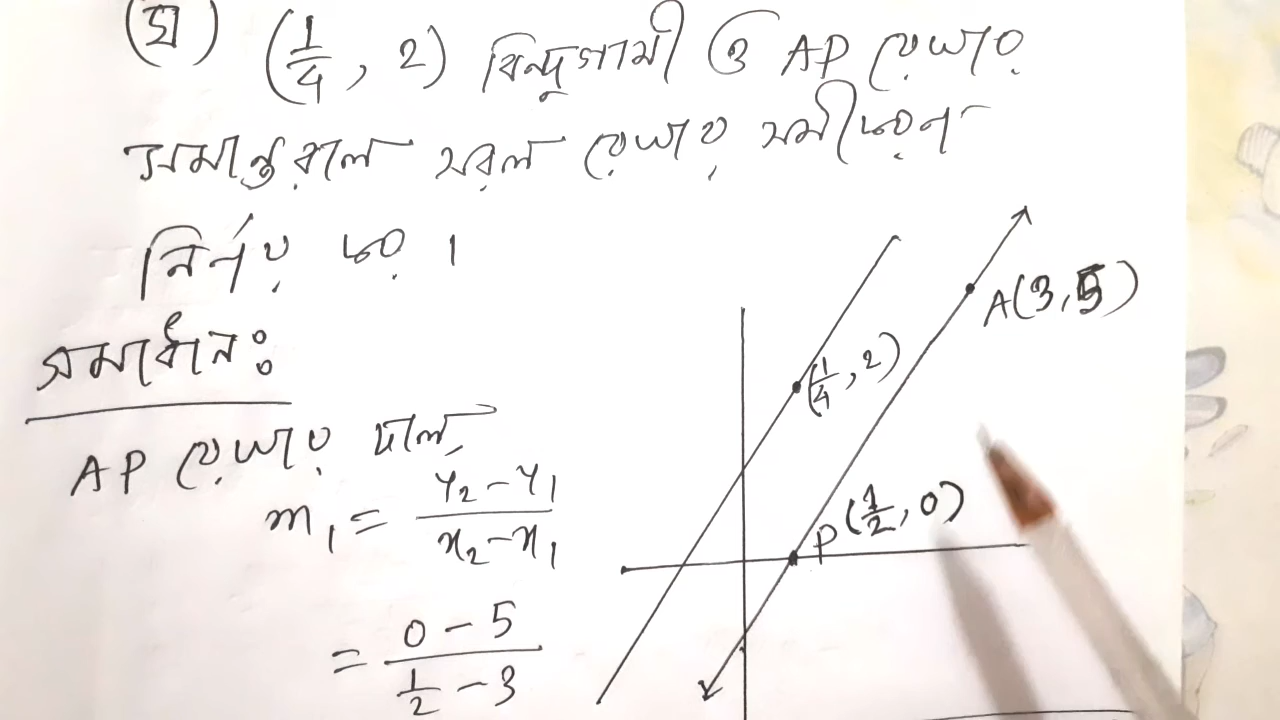 (ঘ) (1/4, 2) বিন্দুগামী ও AP রেখার
সমান্তরাল সরল রেখার সমীকরণ
নির্ণয় কর।
সমাধানঃ
AP রেখার ঢাল,
m₁ = (y₂ - y₁)/(x₂ - x₁)
= (0 - 5)/(1/2 - 3)
A(3, 5)
(1/4, 2)
P(1/2, 0)